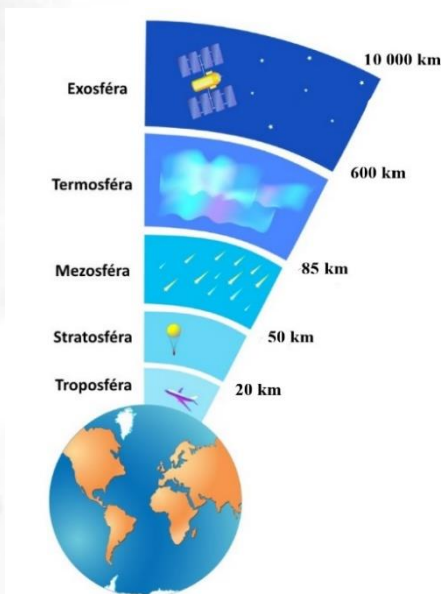 10 000 km
Exosféra
600 km
Termosféra
85 km
Mezosféra
50 km
Stratosféra
20 km
Troposféra